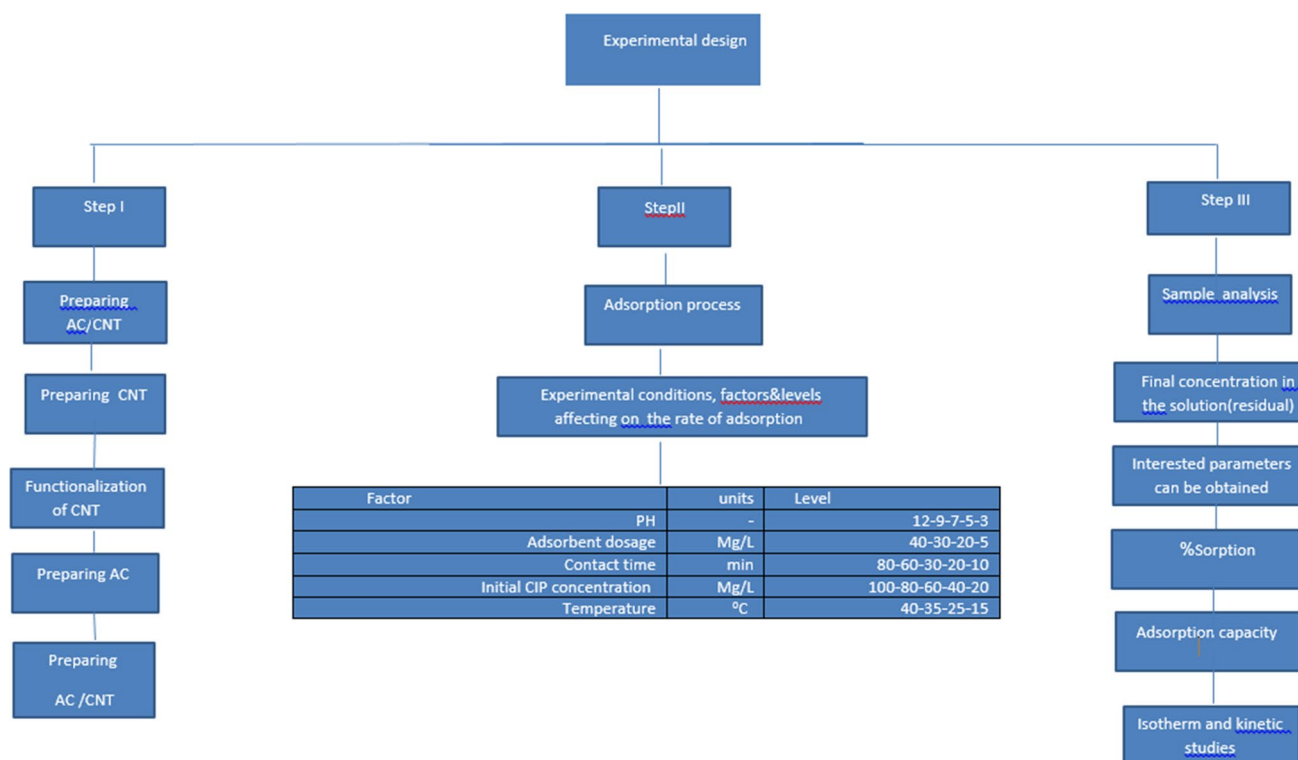 Experimental design
Step I
Preparing
AC/CNT
Preparing CNT
Functionalization
of CNT
Preparing AC
Preparing
AC /CNT
StepII
Adsorption process
Experimental conditions, factors&levels
affecting on the rate of adsorption
Factor units Level
PH - 12-9-7-5-3
Adsorbent dosage Mg/L 40-30-20-5
Contact time min 80-60-30-20-10
Initial CIP concentration Mg/L 100-80-60-40-20
Temperature ⁰C 40-35-25-15
Step III
Sample analysis
Final concentration in
the solution(residual)
Interested parameters
can be obtained
%Sorption
Adsorption capacity
Isotherm and kinetic
studies